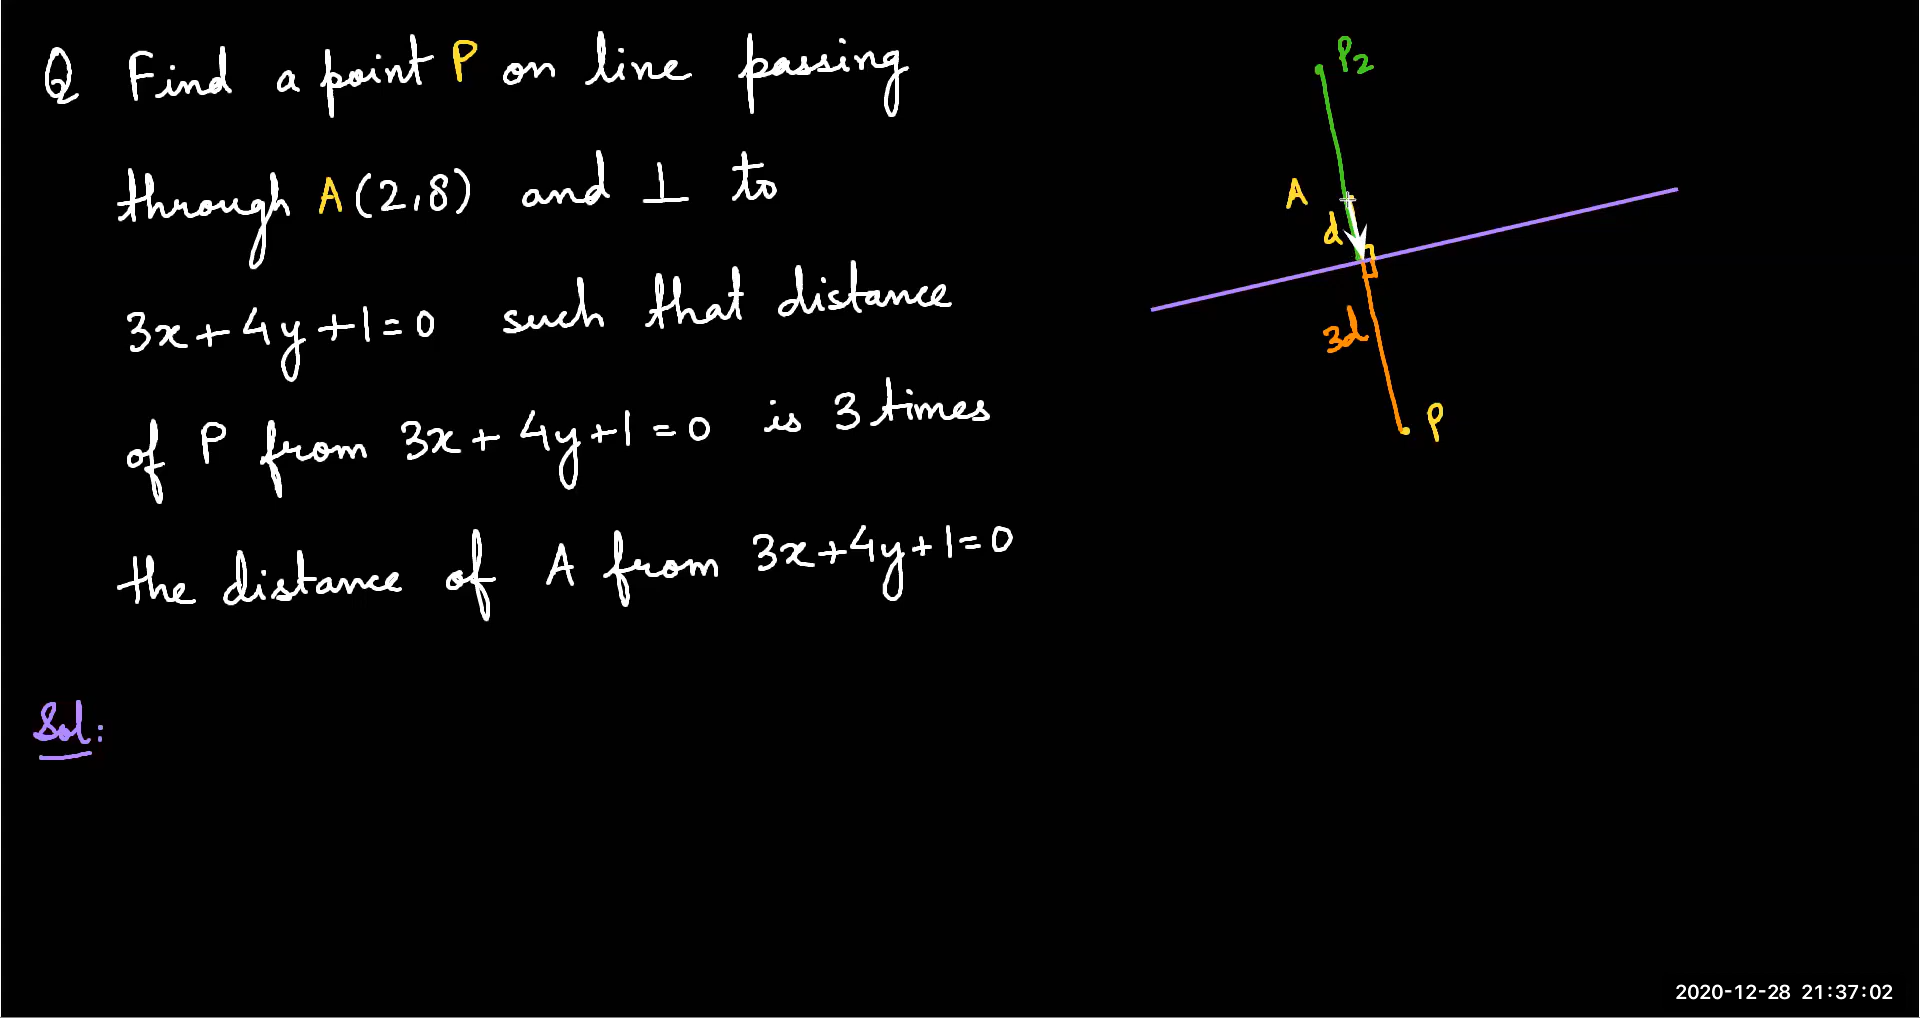 Q Find a point P on line passing
through A(2,8) and ⊥ to
3x+4y+1=0 such that distance
of P from 3x+4y+1=0 is 3 times
the distance of A from 3x+4y+1=0
Sol:
P2
A
d
3d
P
2020-12-28 21:37:02